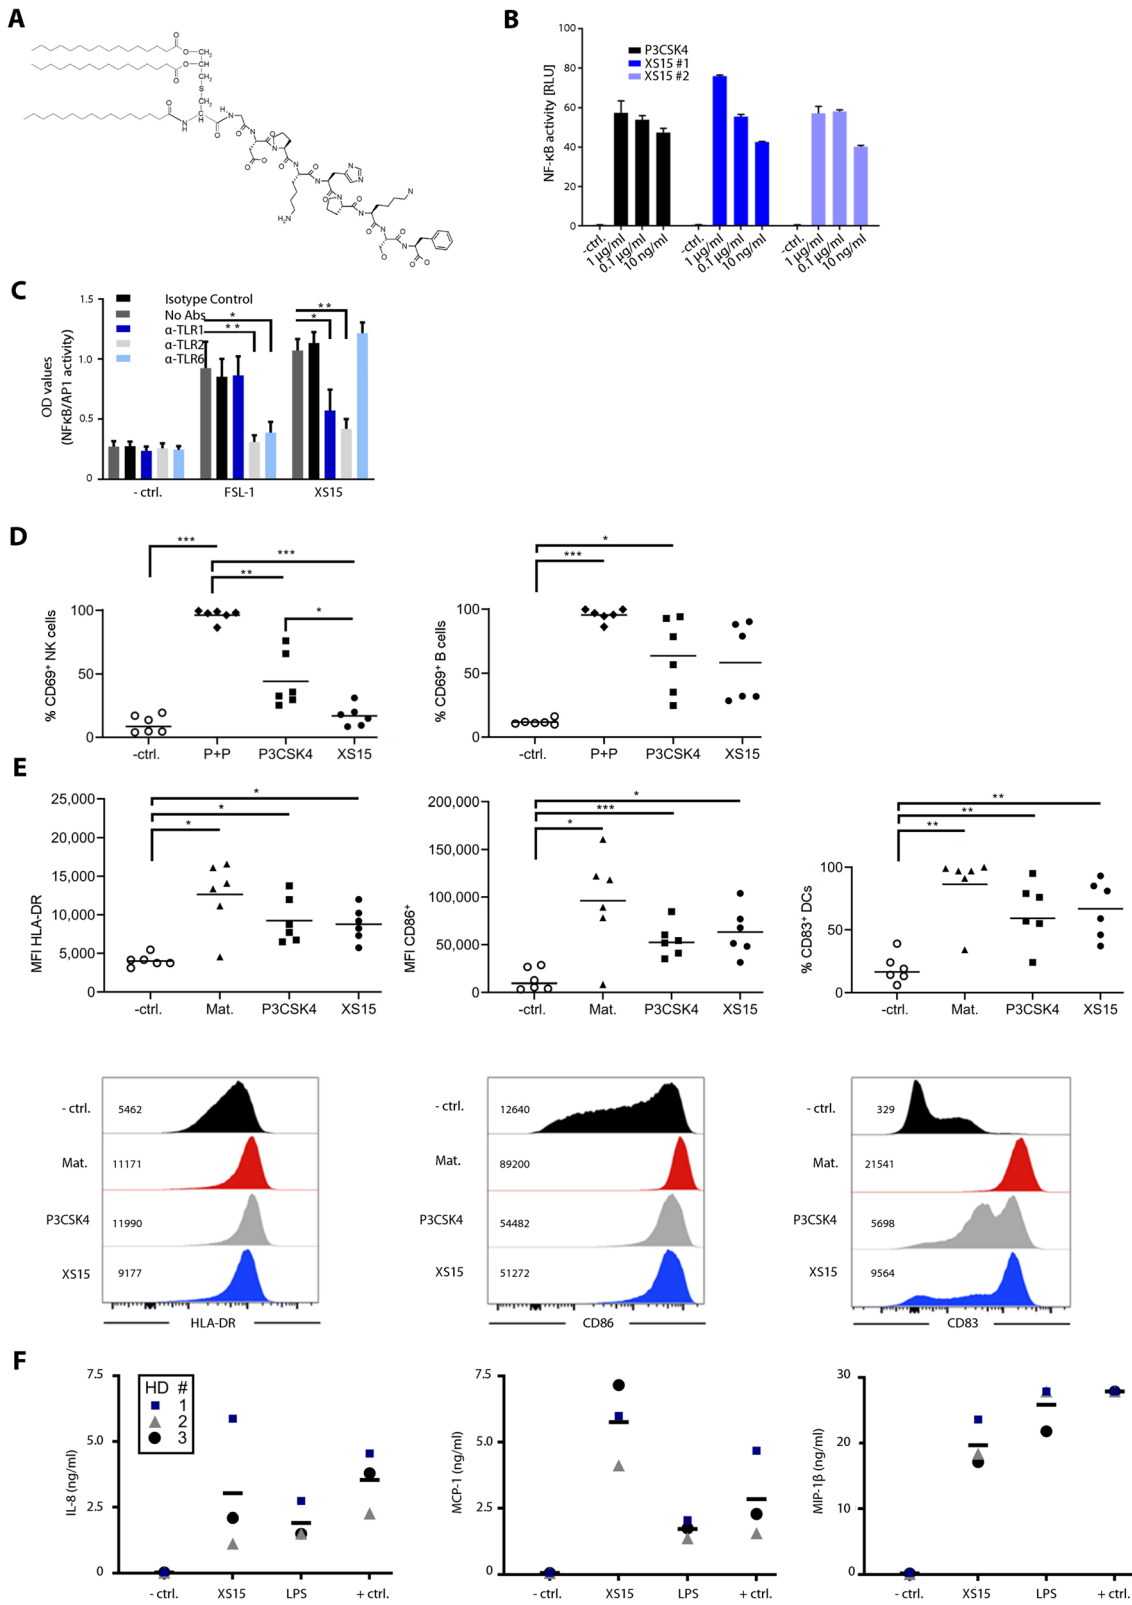 A
O
O
CH2
O
CH
O
CH2
S
CH2
O
N
H
C
H
O
H
N
O
N
O
O
N
O
N
O
H2N
N
N
N
O
N
O
N
O
N
O
N
O
O
O
B
100
80
60
40
20
0
NF-κB activity [RLU]
P3CSK4
XS15 #1
XS15 #2
-ctrl.
1 µg/ml
0.1 µg/ml
10 ng/ml
-ctrl.
1 µg/ml
0.1 µg/ml
10 ng/ml
-ctrl.
1 µg/ml
0.1 µg/ml
10 ng/ml
C
1.5
1.0
0.5
0
OD values
(NFκB/AP1 activity)
Isotype Control
No Abs
α-TLR1
α-TLR2
α-TLR6
*
**
**
*
- ctrl.
FSL-1
XS15
D
% CD69+ NK cells
100
50
0
***
***
**
*
-ctrl.
P+P
P3CSK4
XS15
% CD69+ B cells
100
50
0
*
***
-ctrl.
P+P
P3CSK4
XS15
E
MFI HLA-DR
25,000
20,000
15,000
10,000
5,000
0
*
*
*
-ctrl.
Mat.
P3CSK4
XS15
MFI CD86+
200,000
150,000
100,000
50,000
0
*
***
*
-ctrl.
Mat.
P3CSK4
XS15
% CD83+ DCs
100
50
0
**
**
**
-ctrl.
Mat.
P3CSK4
XS15
- ctrl.
5462
Mat.
11171
P3CSK4
11990
XS15
9177
HLA-DR
- ctrl.
12640
Mat.
89200
P3CSK4
54482
XS15
51272
CD86
- ctrl.
329
Mat.
21541
P3CSK4
5698
XS15
9564
CD83
F
IL-8 (ng/ml)
7.5
5.0
2.5
0
HD #
1
2
3
- ctrl.
XS15
LPS
+ ctrl.
MCP-1 (ng/ml)
7.5
5.0
2.5
0
- ctrl.
XS15
LPS
+ ctrl.
MIP-1β (ng/ml)
30
20
10
0
- ctrl.
XS15
LPS
+ ctrl.